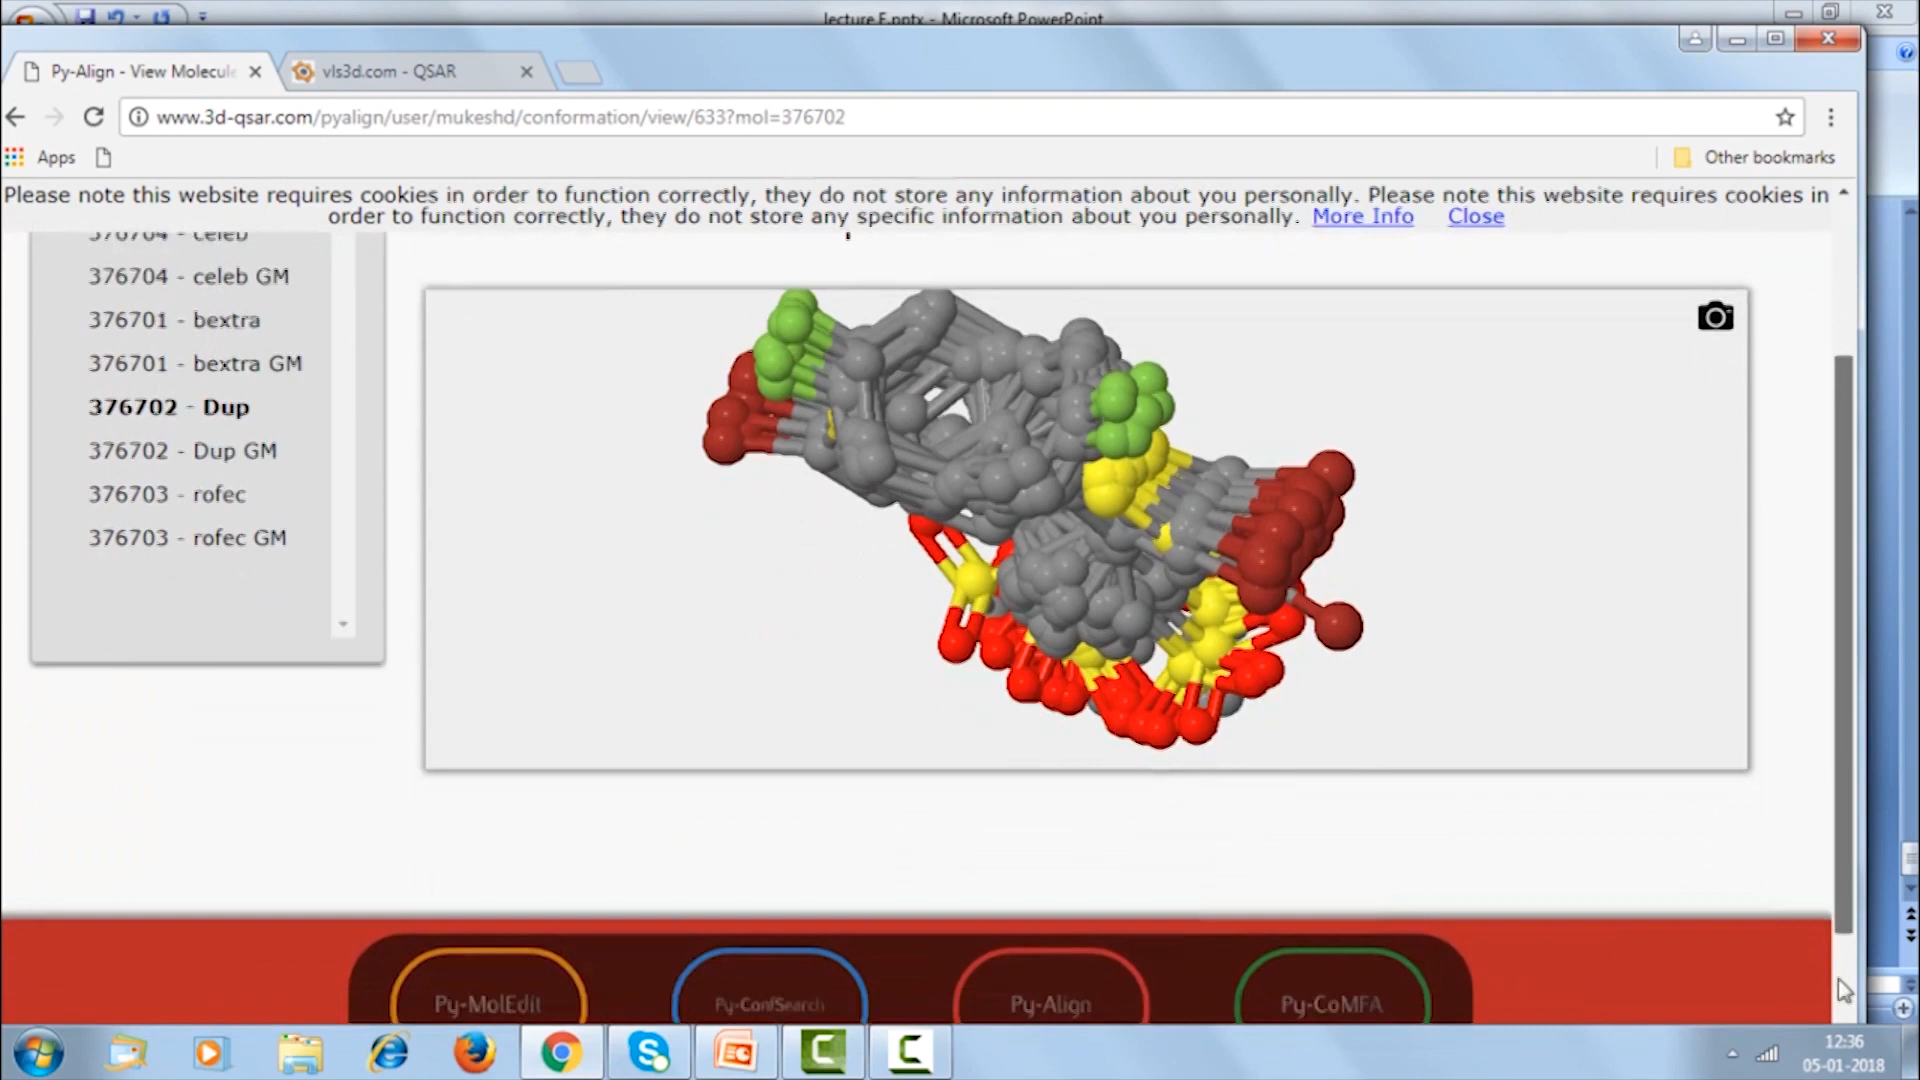 lecture F.pptx - Microsoft PowerPoint
Py-Align - View Molecule
vls3d.com - QSAR
www.3d-qsar.com/pyalign/user/mukeshd/conformation/view/633?mol=376702
Apps
Other bookmarks
Please note this website requires cookies in order to function correctly, they do not store any information about you personally. Please note this website requires cookies in
order to function correctly, they do not store any specific information about you personally. More Info Close
376704 - celeb
376704 - celeb GM
376701 - bextra
376701 - bextra GM
376702 - Dup
376702 - Dup GM
376703 - rofec
376703 - rofec GM
Py-MolEdit
Py-ConfSearch
Py-Align
Py-CoMFA
12:36
05-01-2018